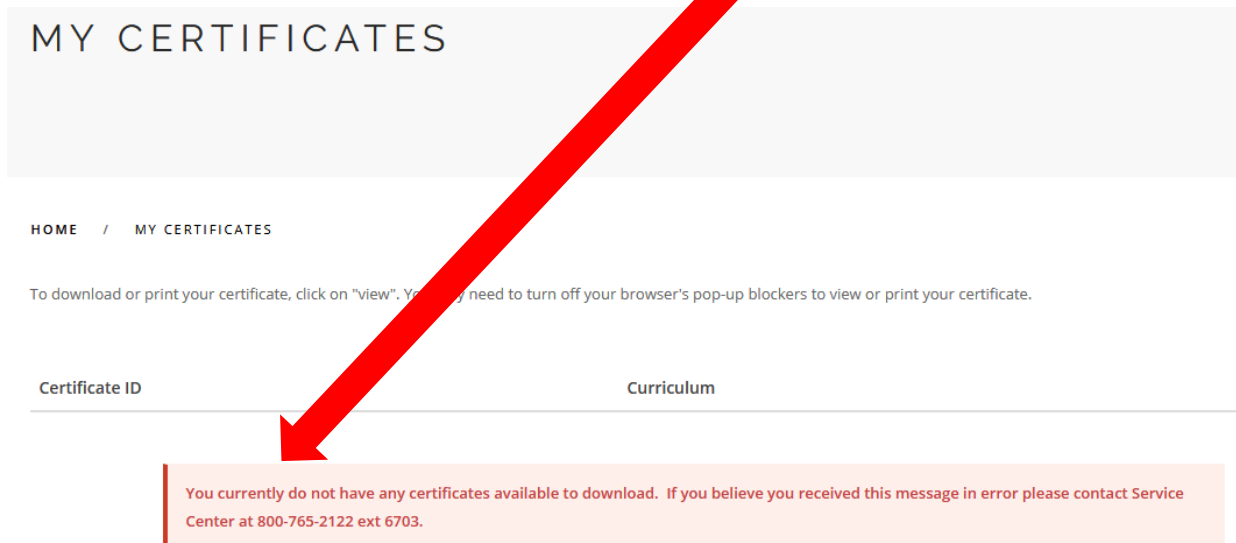 MY CERTIFICATES
HOME / MY CERTIFICATES
To download or print your certificate, click on "view". need to turn off your browser's pop-up blockers to view or print your certificate.
Certificate ID Curriculum
You currently do not have any certificates available to download. If you believe you received this message in error please contact Service
Center at 800-765-2122 ext 6703.